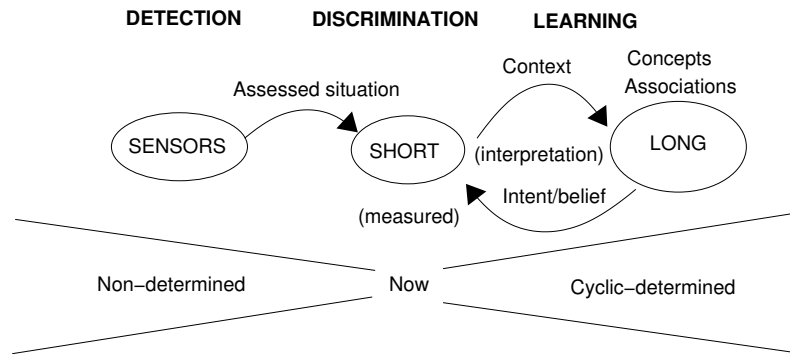 DETECTION DISCRIMINATION LEARNING
Context
Concepts
Associations
Assessed situation
SENSORS
SHORT
(interpretation)
LONG
Intent/belief
(measured)
Non−determined
Now
Cyclic−determined